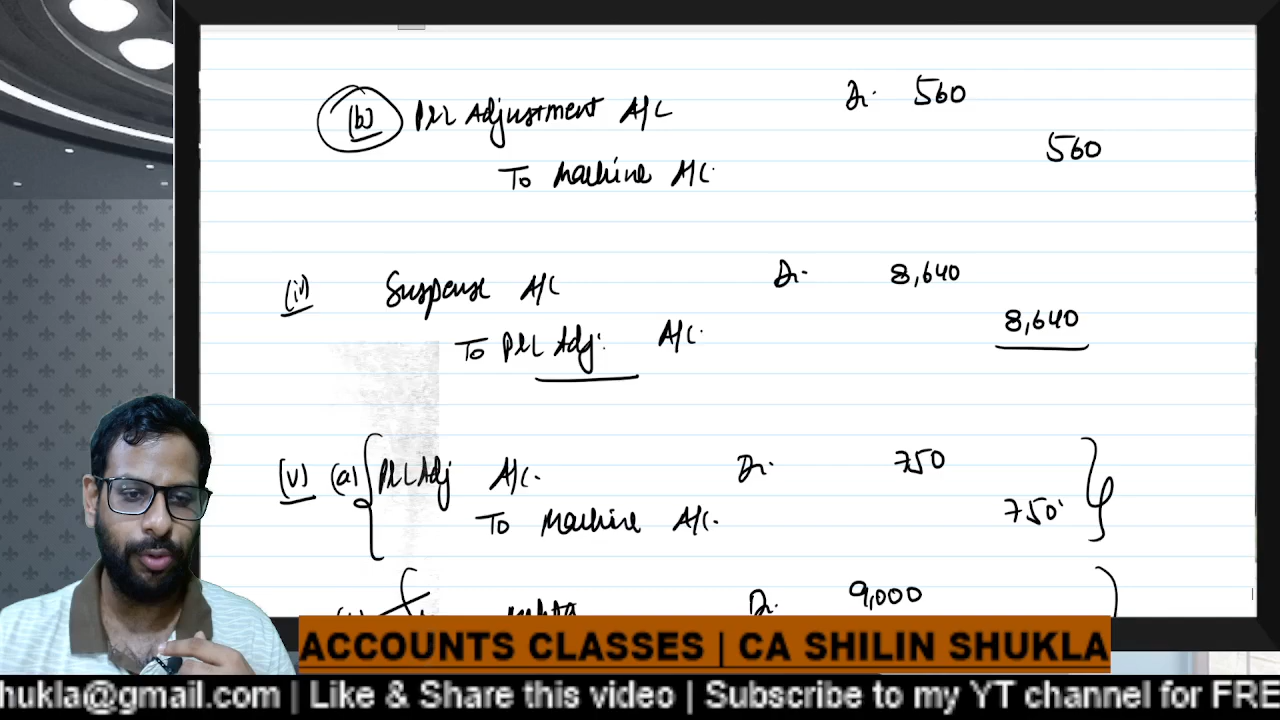 (b) P&L Adjustment A/C Dr. 560
To Machine A/C. 560
(iv) Suspense A/C Dr. 8,640
To P&L Adj. A/C. 8,640
(v) (a) P&L Adj A/C. Dr. 750
To Machine A/C. 750
Dr. 9,000
ACCOUNTS CLASSES | CA SHILIN SHUKLA
hukla@gmail.com | Like & Share this video | Subscribe to my YT channel for FRE